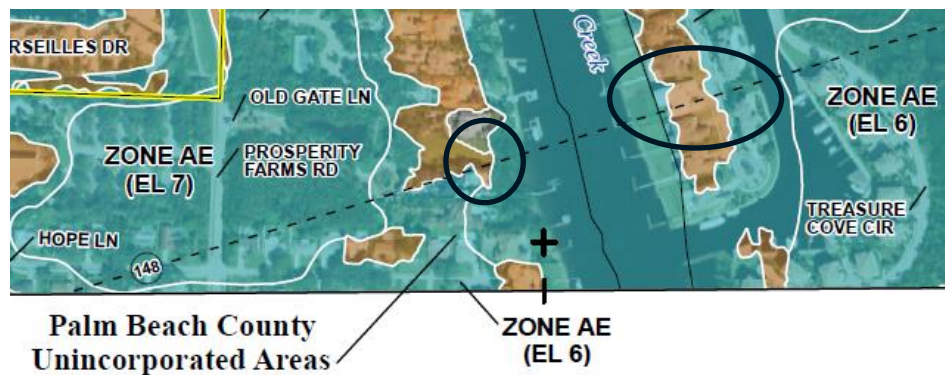 RSEILLES DR
Creek
OLD GATE LN
ZONE AE
(EL 6)
ZONE AE
(EL 7)
PROSPERITY
FARMS RD
TREASURE
COVE CIR
HOPE LN
148
Palm Beach County
Unincorporated Areas
ZONE AE
(EL 6)